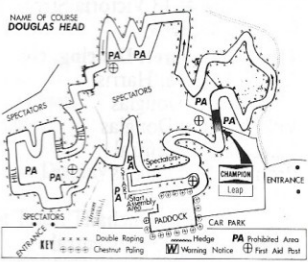 NAME OF COURSE
DOUGLAS HEAD
PA PA
SPECTATORS
SPECTATORS
PA
PA
PA
PA
PA
PA
Spectators
CHAMPION
Leap
ENTRANCE
Start
Assembly
Area
SPECTATORS
PADDOCK
CAR PARK
ENTRANCE
KEY
Double Roping
Hedge
PA Prohibited Area
Chestnut Paling
W Warning Notice
First Aid Post